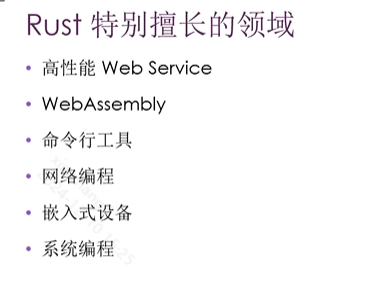 Rust 特别擅长的领域
• 高性能 Web Service
• WebAssembly
• 命令行工具
• 网络编程
• 嵌入式设备
• 系统编程